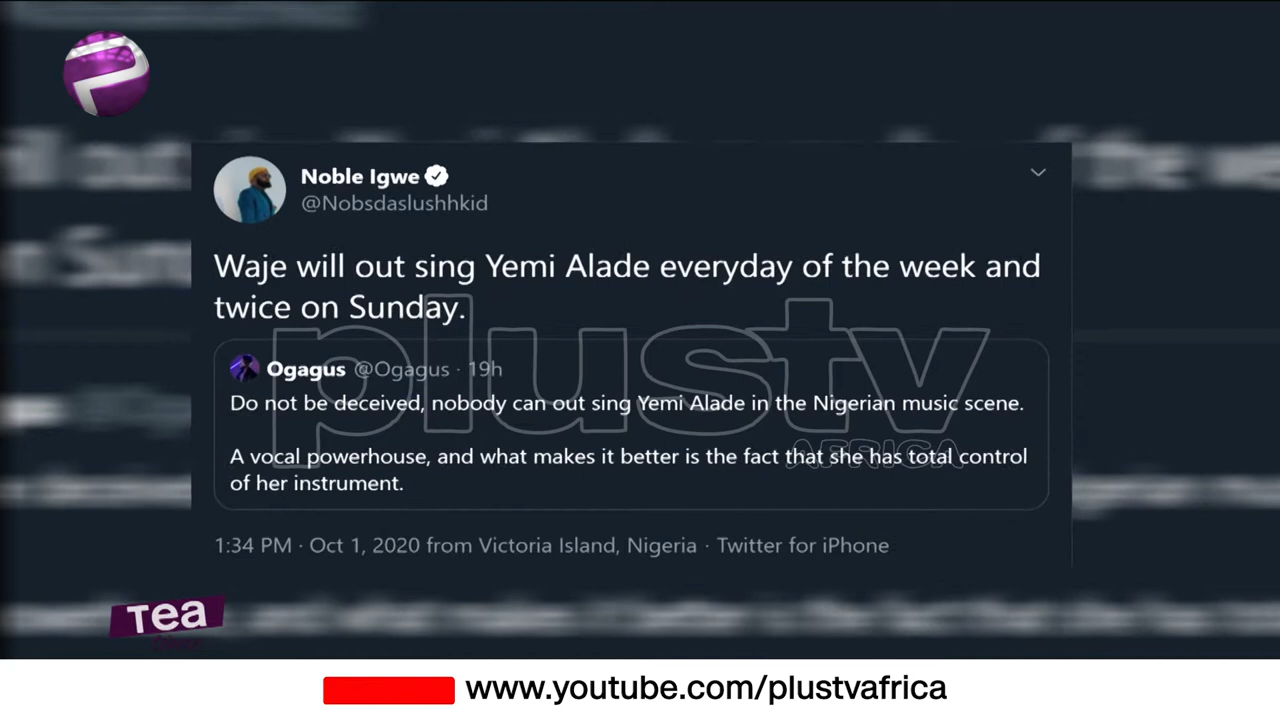 Noble Igwe
@Nobsdaslushhkid
Waje will out sing Yemi Alade everyday of the week and
twice on Sunday.
Ogagus @Ogagus · 19h
Do not be deceived, nobody can out sing Yemi Alade in the Nigerian music scene.
A vocal powerhouse, and what makes it better is the fact that she has total control
of her instrument.
plustv
AFRICA
1:34 PM · Oct 1, 2020 from Victoria Island, Nigeria · Twitter for iPhone
Tea
www.youtube.com/plustvafrica